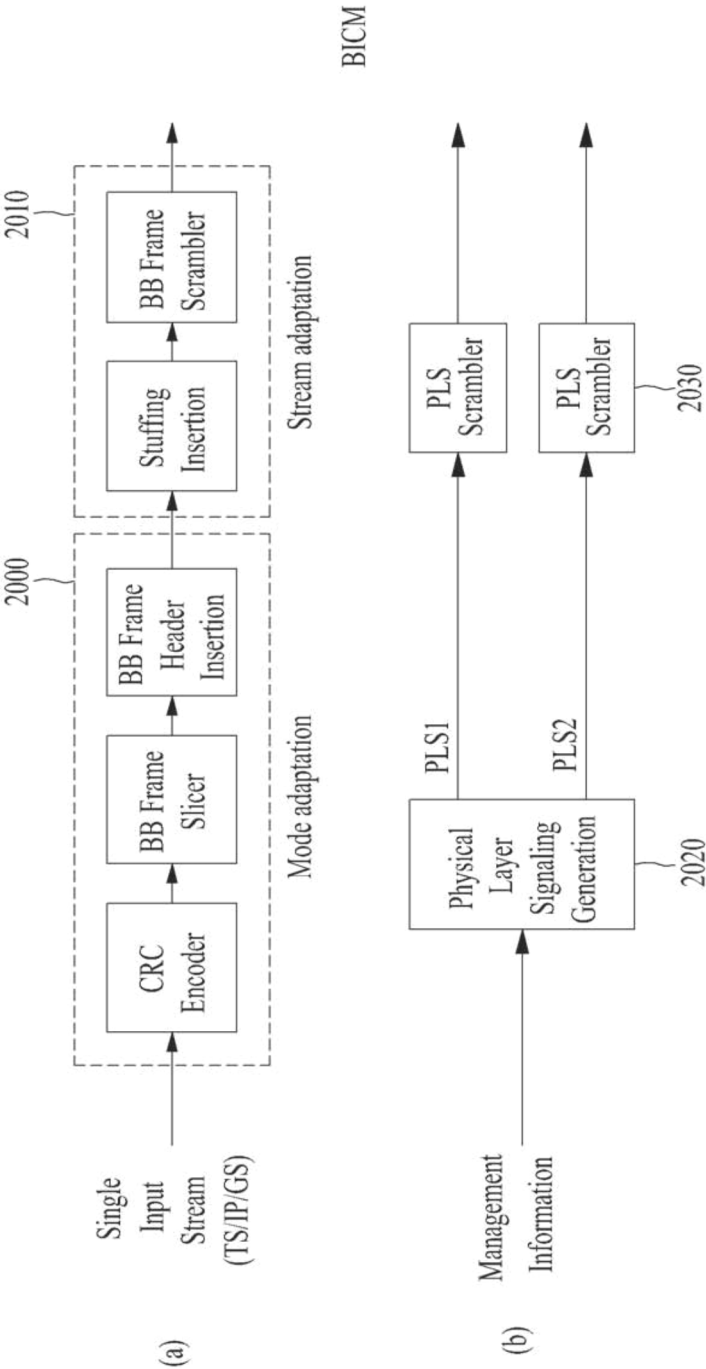 (a)
Single
Input
Stream
(TS/IP/GS)
2000
CRC
Encoder
BB Frame
Slicer
BB Frame
Header
Insertion
Mode adaptation
2010
Stuffing
Insertion
BB Frame
Scrambler
Stream adaptation
BICM
(b)
Management
Information
Physical
Layer
Signaling
Generation
2020
PLS1
PLS2
PLS
Scrambler
PLS
Scrambler
2030